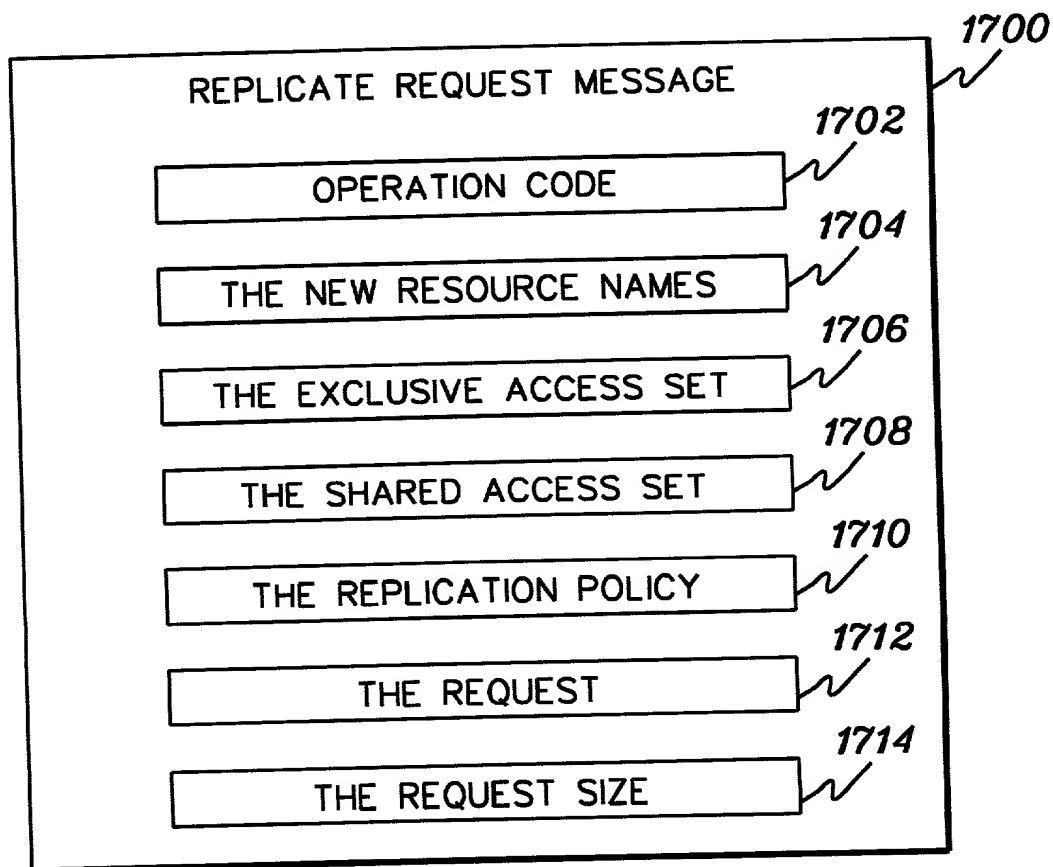 1700
REPLICATE REQUEST MESSAGE
1702
OPERATION CODE
1704
THE NEW RESOURCE NAMES
1706
THE EXCLUSIVE ACCESS SET
1708
THE SHARED ACCESS SET
1710
THE REPLICATION POLICY
1712
THE REQUEST
1714
THE REQUEST SIZE